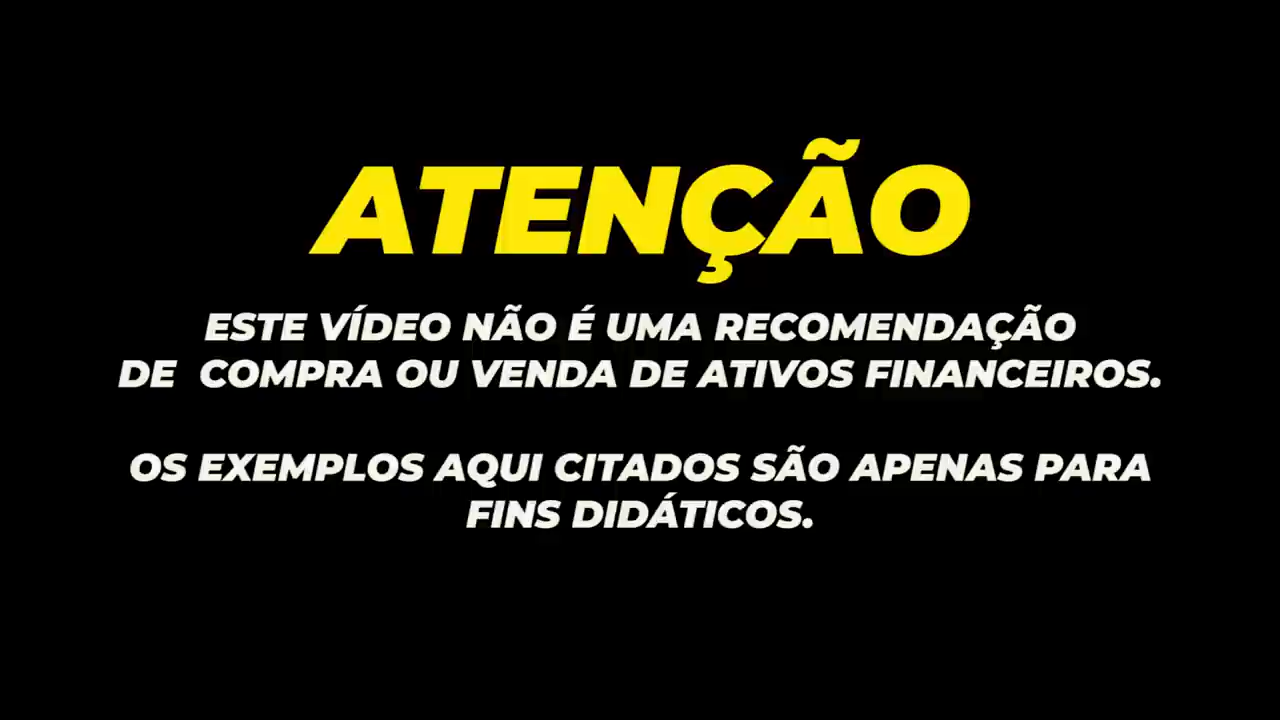 ATENÇÃO
ESTE VÍDEO NÃO É UMA RECOMENDAÇÃO
DE COMPRA OU VENDA DE ATIVOS FINANCEIROS.
OS EXEMPLOS AQUI CITADOS SÃO APENAS PARA
FINS DIDÁTICOS.